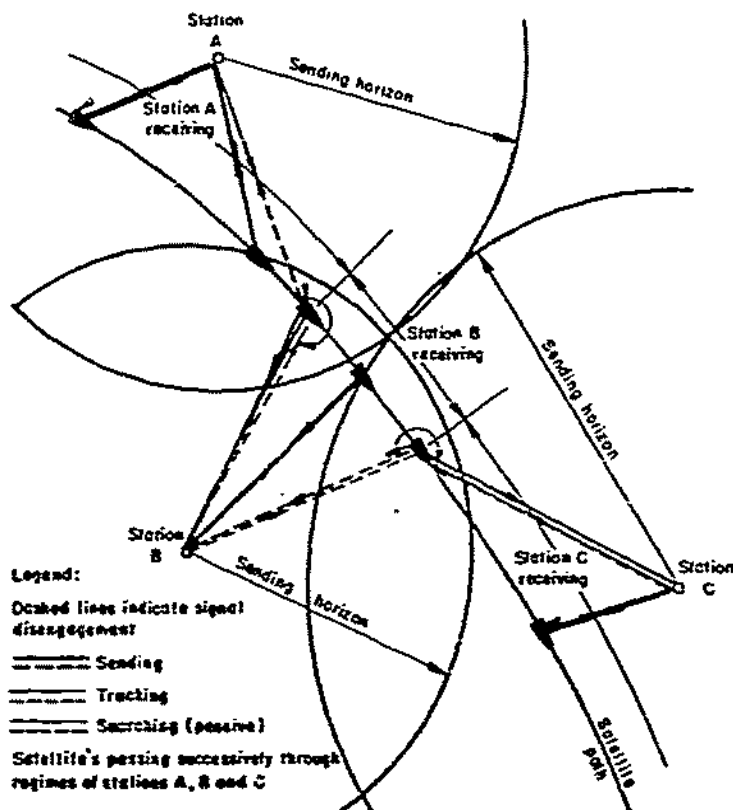 Station
A
Sending horizon
Station A
receiving
Station B
receiving
Sending horizon
Station
B
Sending horizon
Station C
receiving
Station
C
Satellite
path
Legend:
Dashed lines indicate signal
disengagement
Sending
Tracking
Searching (passive)
Satellite's passing successively through
regimes of stations A, B and C